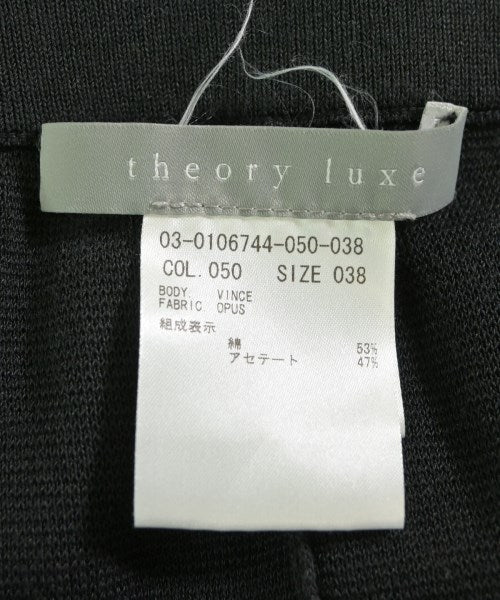 theory luxe
03-0106744-050-038
COL.050 SIZE 038
BODY. VINCE
FABRIC OPUS
組成表示
綿 53%
アセテート 47%